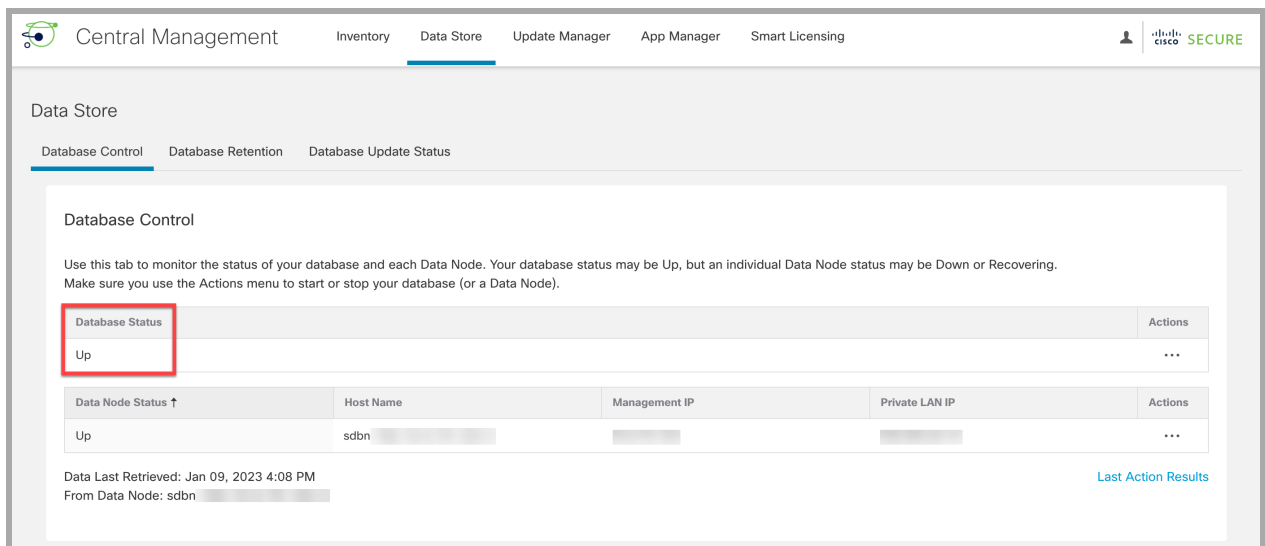 Central Management
Inventory Data Store Update Manager App Manager Smart Licensing
cisco SECURE
Data Store
Database Control Database Retention Database Update Status
Database Control
Use this tab to monitor the status of your database and each Data Node. Your database status may be Up, but an individual Data Node status may be Down or Recovering.
Make sure you use the Actions menu to start or stop your database (or a Data Node).
Database Status Actions
Up ...
Data Node Status ↑ Host Name Management IP Private LAN IP Actions
Up sdbn ...
Data Last Retrieved: Jan 09, 2023 4:08 PM
Last Action Results
From Data Node: sdbn